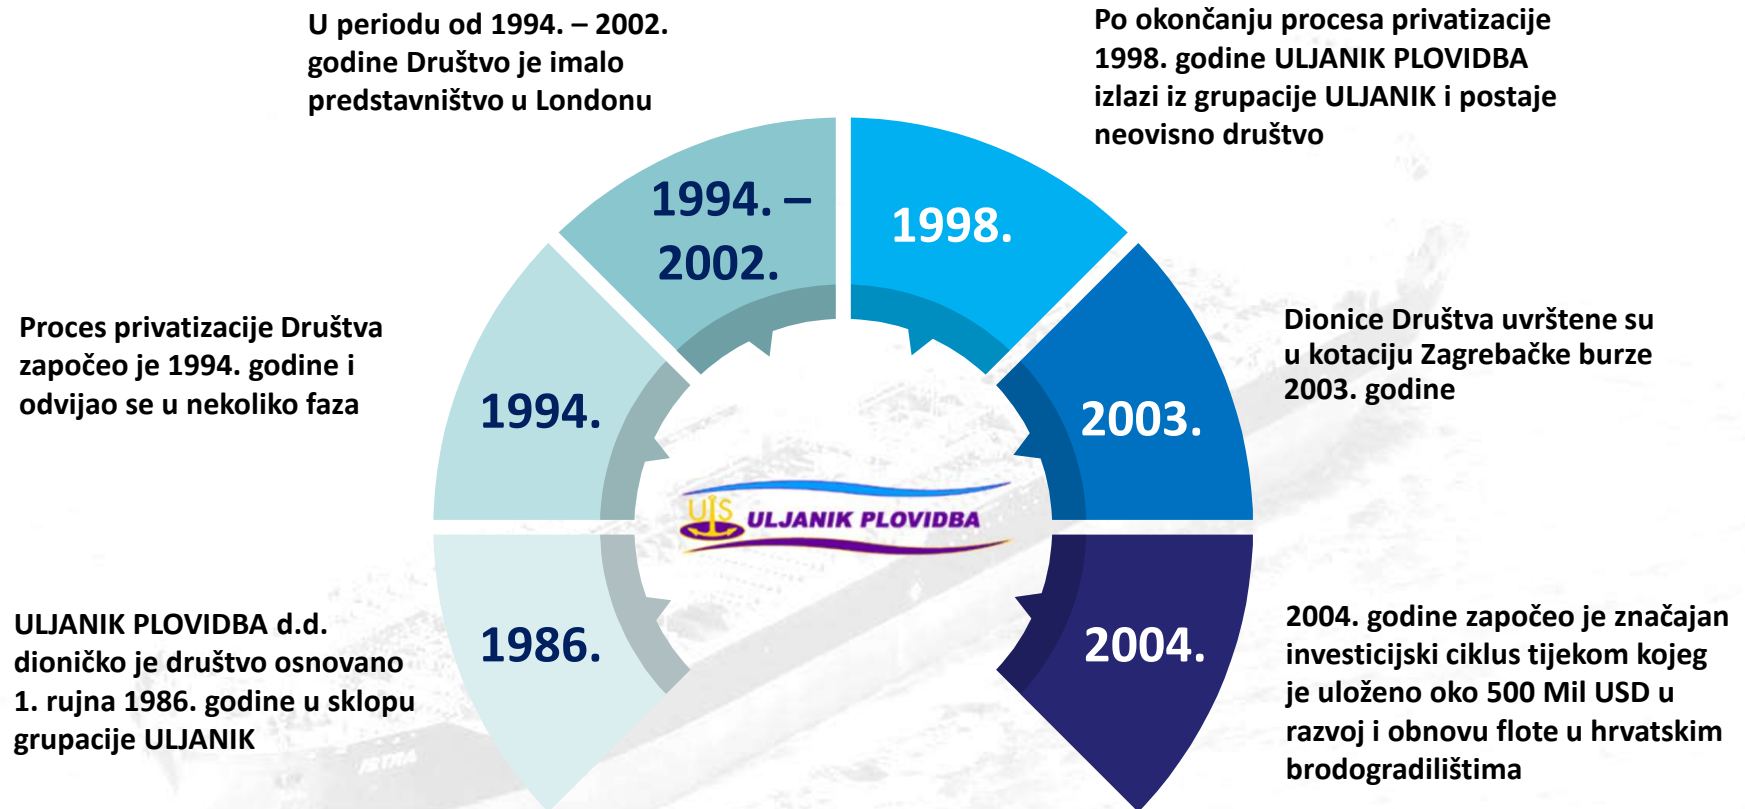 U periodu od 1994. – 2002.
godine Društvo je imalo
predstavništvo u Londonu
Po okončanju procesa privatizacije
1998. godine ULJANIK PLOVIDBA
izlazi iz grupacije ULJANIK i postaje
neovisno društvo
1994. –
2002.
1998.
Proces privatizacije Društva
započeo je 1994. godine i
odvijao se u nekoliko faza
1994.
2003.
Dionice Društva uvrštene su
u kotaciju Zagrebačke burze
2003. godine
UJS ULJANIK PLOVIDBA
ULJANIK PLOVIDBA d.d.
dioničko je društvo osnovano
1. rujna 1986. godine u sklopu
grupacije ULJANIK
1986.
2004.
2004. godine započeo je značajan
investicijski ciklus tijekom kojeg
je uloženo oko 500 Mil USD u
razvoj i obnovu flote u hrvatskim
brodogradilištima